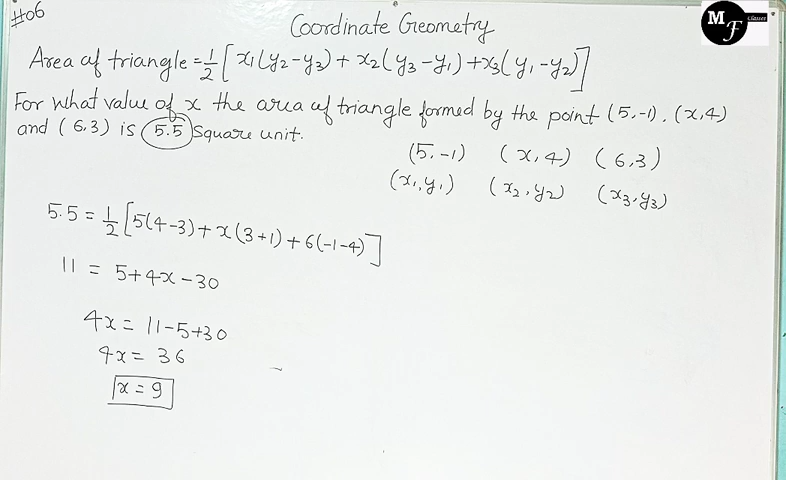 #06
Coordinate Geometry
MF Classes
Area of triangle = 1/2 [x₁(y₂-y₃) + x₂(y₃-y₁) + x₃(y₁-y₂)]
For what value of x the area of triangle formed by the point (5,-1), (x,4)
and (6,3) is 5.5 Square unit.
(5,-1) (x,4) (6,3)
(x₁,y₁) (x₂,y₂) (x₃,y₃)
5.5 = 1/2 [5(4-3) + x(3+1) + 6(-1-4)]
11 = 5+4x-30
4x = 11-5+30
4x = 36
x = 9